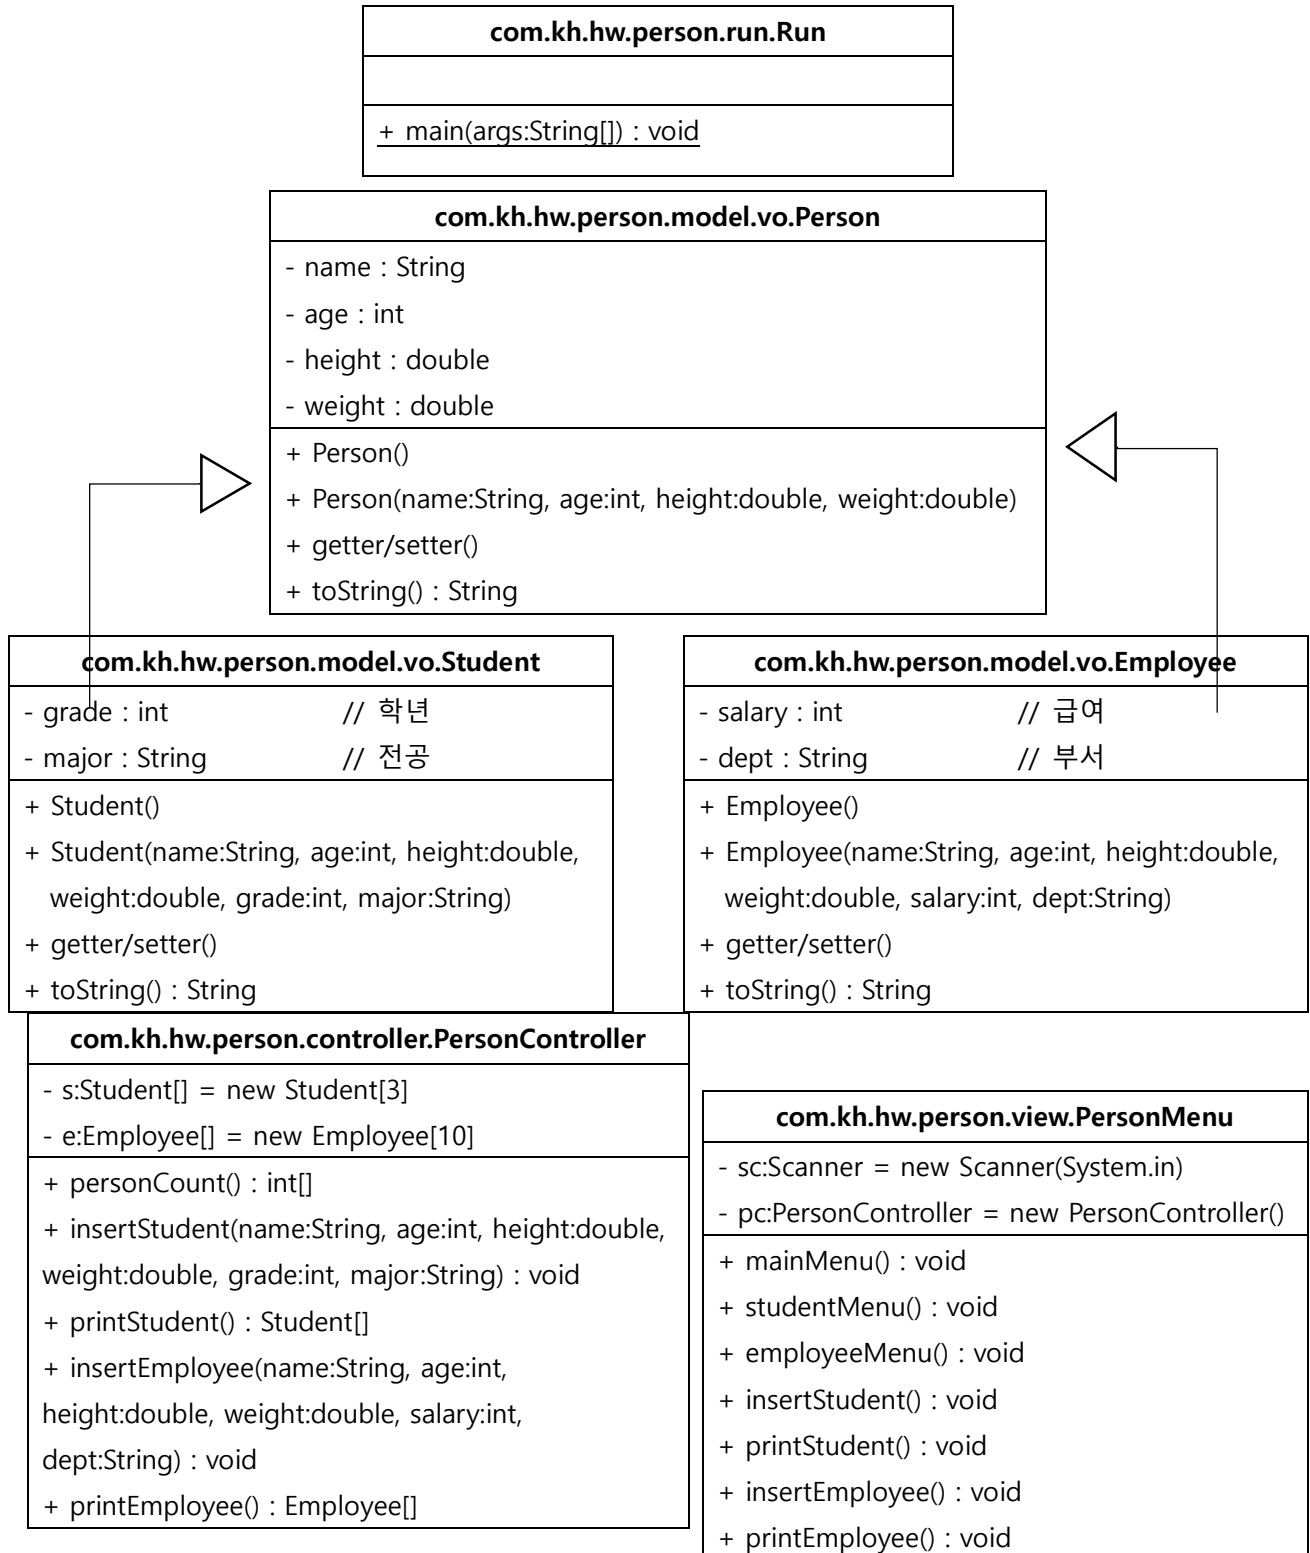 com.kh.hw.person.run.Run
+ main(args:String[]) : void
com.kh.hw.person.model.vo.Person
- name : String
- age : int
- height : double
- weight : double
+ Person()
+ Person(name:String, age:int, height:double, weight:double)
+ getter/setter()
+ toString() : String
com.kh.hw.person.model.vo.Student
- grade : int // 학년
- major : String // 전공
+ Student()
+ Student(name:String, age:int, height:double,
weight:double, grade:int, major:String)
+ getter/setter()
+ toString() : String
com.kh.hw.person.model.vo.Employee
- salary : int // 급여
- dept : String // 부서
+ Employee()
+ Employee(name:String, age:int, height:double,
weight:double, salary:int, dept:String)
+ getter/setter()
+ toString() : String
com.kh.hw.person.controller.PersonController
- s:Student[] = new Student[3]
- e:Employee[] = new Employee[10]
+ personCount() : int[]
+ insertStudent(name:String, age:int, height:double,
weight:double, grade:int, major:String) : void
+ printStudent() : Student[]
+ insertEmployee(name:String, age:int,
height:double, weight:double, salary:int,
dept:String) : void
+ printEmployee() : Employee[]
com.kh.hw.person.view.PersonMenu
- sc:Scanner = new Scanner(System.in)
- pc:PersonController = new PersonController()
+ mainMenu() : void
+ studentMenu() : void
+ employeeMenu() : void
+ insertStudent() : void
+ printStudent() : void
+ insertEmployee() : void
+ printEmployee() : void